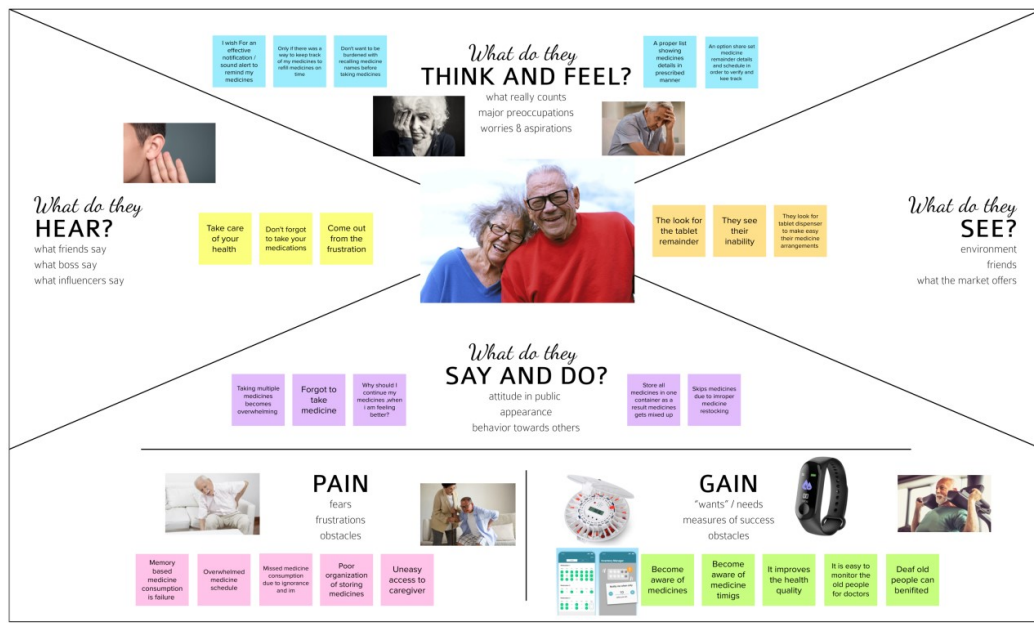 I wish For an
effective
notification /
sound alert to
remind my
medicines
Only if there was a
way to keep track
of my medicines to
refill medicines on
time
Don't want to be
burdened with
recalling medicine
names before
taking medicines
What do they
THINK AND FEEL?
what really counts
major preoccupations
worries & aspirations
A proper list
showing
medicines
details in
prescribed
manner
An option share set
medicine
remainder details
and schedule in
order to verify and
kee track
What do they
HEAR?
what friends say
what boss say
what influencers say
Take care
of your
health
Don't forgot
to take your
medications
Come out
from the
frustration
The look for
the tablet
remainder
They see
their
inability
They look for
tablet dispenser
to make easy
their medicine
arrangements
What do they
SEE?
environment
friends
what the market offers
What do they
SAY AND DO?
attitude in public
appearance
behavior towards others
Taking multiple
medicines
becomes
overwhelming
Forgot to
take
medicine
Why should I
continue my
medicines ,when
i am feeling
better?
Store all
medicines in one
container as a
result medicines
gets mixed up
Skips medicines
due to Imroper
medicine
restocking
PAIN
fears
frustrations
obstacles
Memory
based
medicine
consumption
is failure
Overwhelmed
medicine
schedule
Missed medicine
consumption
due to ignorance
and im
Poor
organization
of storing
medicines
Uneasy
access to
caregiver
GAIN
"wants" / needs
measures of success
obstacles
Become
aware of
medicines
Become
aware of
medicine
timigs
It improves
the health
quality
It is easy to
monitor the
old people
for doctors
Deaf old
people can
benifited